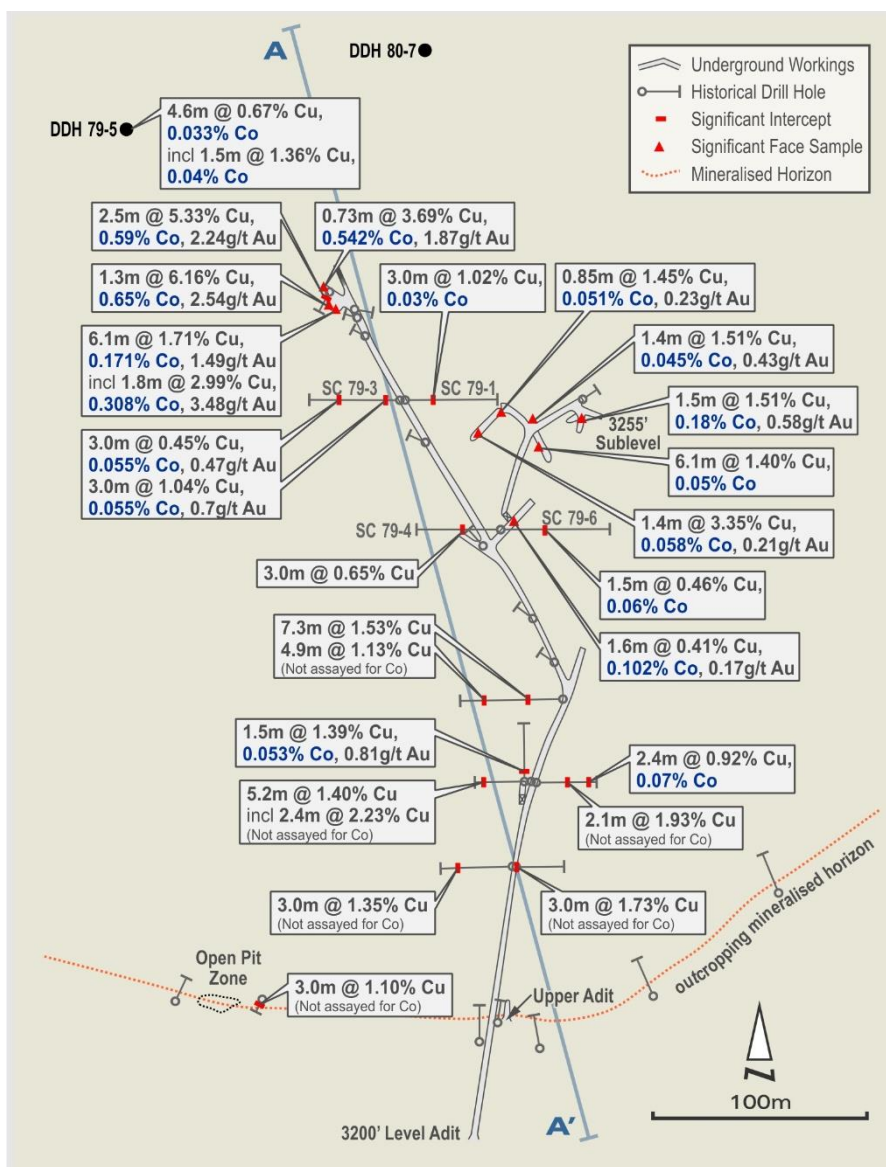 A
DDH 80-7
Underground Workings
Historical Drill Hole
Significant Intercept
Significant Face Sample
Mineralised Horizon
DDH 79-5
4.6m @ 0.67% Cu,
0.033% Co
incl 1.5m @ 1.36% Cu,
0.04% Co
2.5m @ 5.33% Cu,
0.59% Co, 2.24g/t Au
0.73m @ 3.69% Cu,
0.542% Co, 1.87g/t Au
1.3m @ 6.16% Cu,
0.65% Co, 2.54g/t Au
3.0m @ 1.02% Cu,
0.03% Co
0.85m @ 1.45% Cu,
0.051% Co, 0.23g/t Au
1.4m @ 1.51% Cu,
0.045% Co, 0.43g/t Au
6.1m @ 1.71% Cu,
0.171% Co, 1.49g/t Au
incl 1.8m @ 2.99% Cu,
0.308% Co, 3.48g/t Au
SC 79-3
SC 79-1
1.5m @ 1.51% Cu,
0.18% Co, 0.58g/t Au
3255'
Sublevel
3.0m @ 0.45% Cu,
0.055% Co, 0.47g/t Au
3.0m @ 1.04% Cu,
0.055% Co, 0.7g/t Au
6.1m @ 1.40% Cu,
0.05% Co
SC 79-4
SC 79-6
1.4m @ 3.35% Cu,
0.058% Co, 0.21g/t Au
3.0m @ 0.65% Cu
1.5m @ 0.46% Cu,
0.06% Co
7.3m @ 1.53% Cu
4.9m @ 1.13% Cu
(Not assayed for Co)
1.6m @ 0.41% Cu,
0.102% Co, 0.17g/t Au
1.5m @ 1.39% Cu,
0.053% Co, 0.81g/t Au
2.4m @ 0.92% Cu,
0.07% Co
5.2m @ 1.40% Cu
incl 2.4m @ 2.23% Cu
(Not assayed for Co)
2.1m @ 1.93% Cu
(Not assayed for Co)
3.0m @ 1.35% Cu
(Not assayed for Co)
3.0m @ 1.73% Cu
(Not assayed for Co)
outcropping mineralised horizon
Open Pit
Zone
3.0m @ 1.10% Cu
(Not assayed for Co)
Upper Adit
3200' Level Adit
A'
N
100m